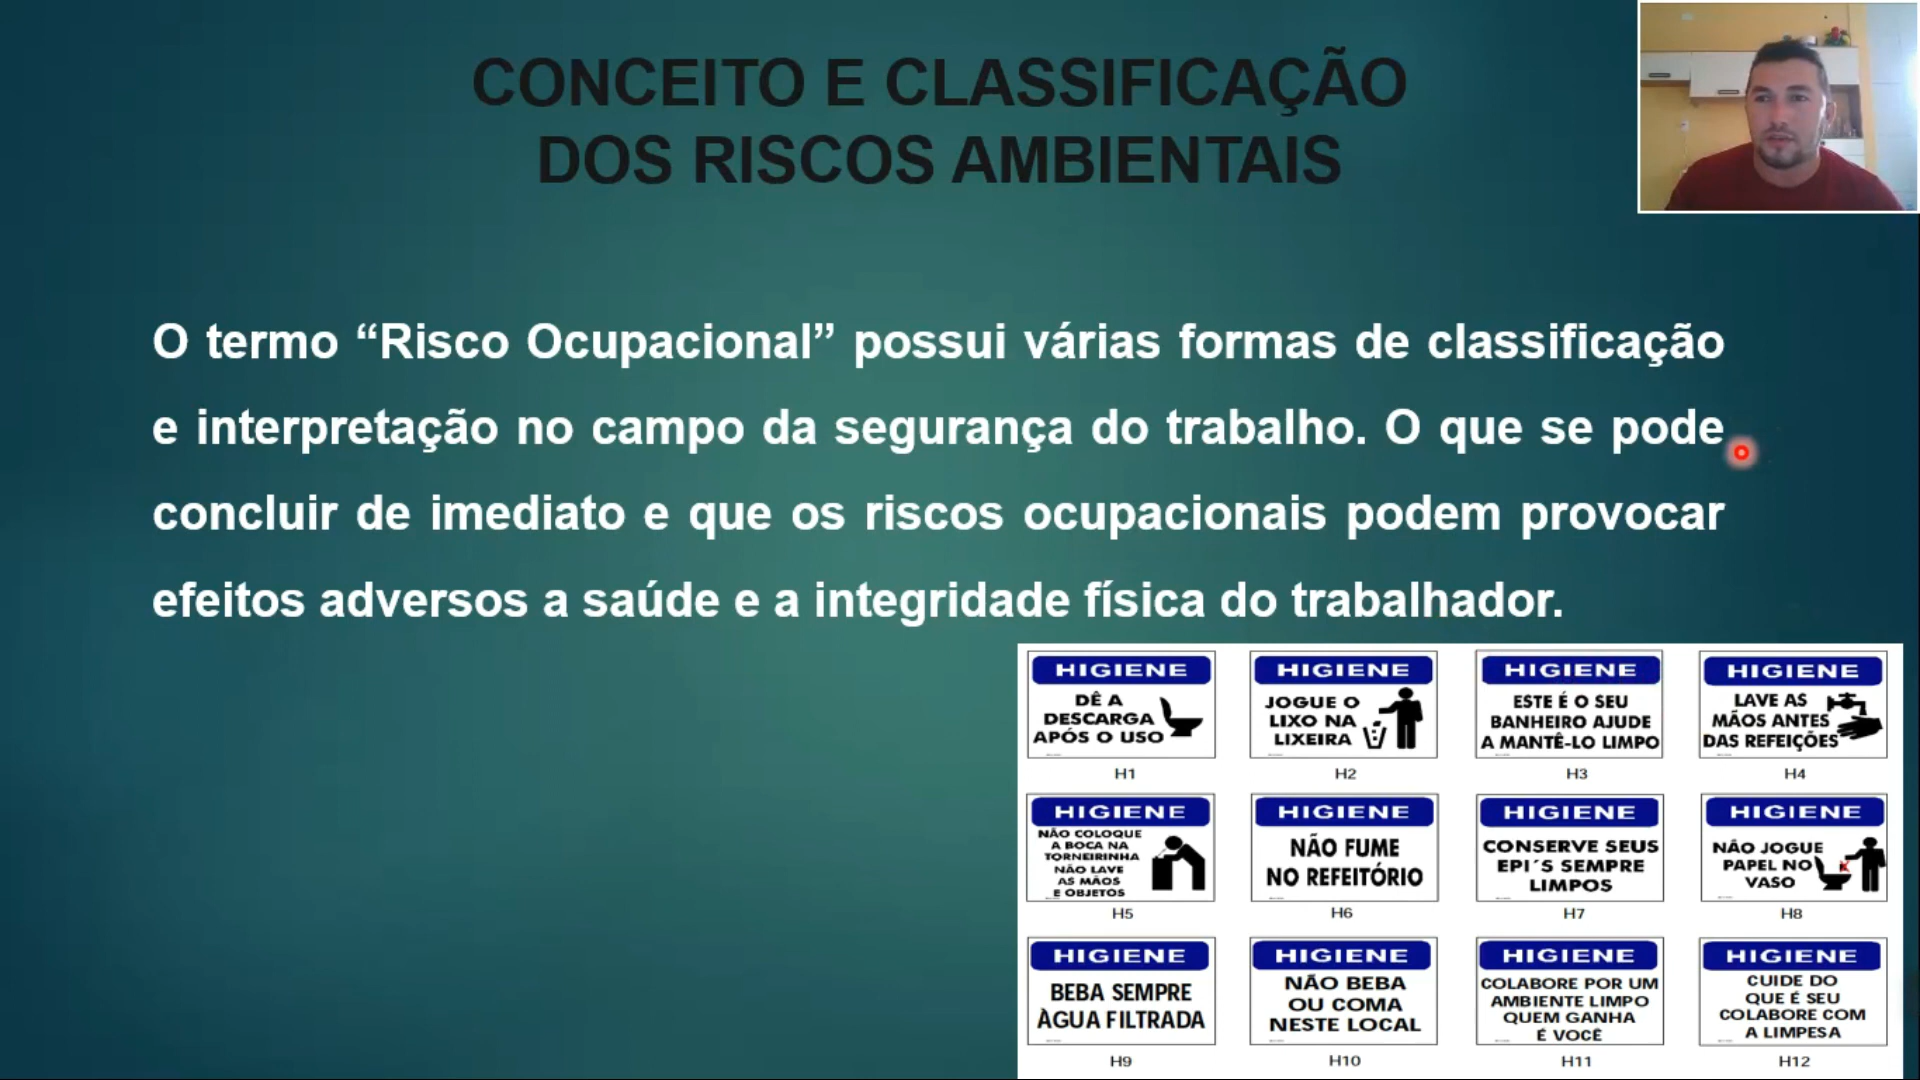 CONCEITO E CLASSIFICAÇÃO
DOS RISCOS AMBIENTAIS
O termo “Risco Ocupacional” possui várias formas de classificação
e interpretação no campo da segurança do trabalho. O que se pode
concluir de imediato e que os riscos ocupacionais podem provocar
efeitos adversos a saúde e a integridade física do trabalhador.
HIGIENE
DÊ A
DESCARGA
APÓS O USO
H1
HIGIENE
JOGUE O
LIXO NA
LIXEIRA
H2
HIGIENE
ESTE É O SEU
BANHEIRO AJUDE
A MANTÊ-LO LIMPO
H3
HIGIENE
LAVE AS
MÃOS ANTES
DAS REFEIÇÕES
H4
HIGIENE
NÃO COLOQUE
A BOCA NA
TORNEIRINHA
NÃO LAVE
AS MÃOS
E OBJETOS
H5
HIGIENE
NÃO FUME
NO REFEITÓRIO
H6
HIGIENE
CONSERVE SEUS
EPI´S SEMPRE
LIMPOS
H7
HIGIENE
NÃO JOGUE
PAPEL NO
VASO
H8
HIGIENE
BEBA SEMPRE
ÀGUA FILTRADA
H9
HIGIENE
NÃO BEBA
OU COMA
NESTE LOCAL
H10
HIGIENE
COLABORE POR UM
AMBIENTE LIMPO
QUEM GANHA
É VOCÊ
H11
HIGIENE
CUIDE DO
QUE É SEU
COLABORE COM
A LIMPESA
H12